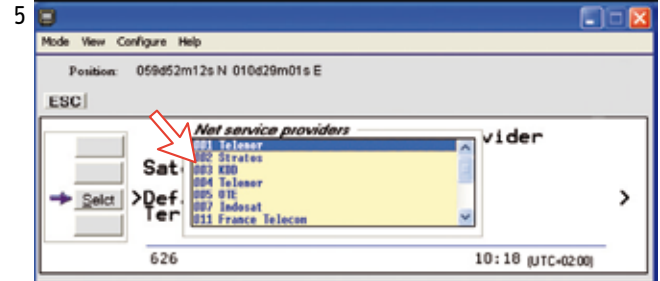 5
Mode View Configure Help
Position: 059d52m12s N 010d29m01s E
ESC
Net service providers
vider
001 Telenor
Sat
002 Stratos
003 KDD
004 Telenor
Selct >Def. >
005 OTE
Ter
007 Indosat
011 France Telecom
626 10:18 (UTC+02:00)